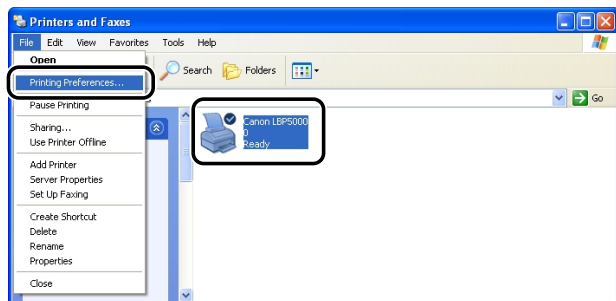 Printers and Faxes
File Edit View Favorites Tools Help
Open
Printing Preferences...
Pause Printing
Sharing...
Use Printer Offline
Add Printer
Server Properties
Set Up Faxing
Create Shortcut
Delete
Rename
Properties
Close
Search Folders
Go
Canon LBP5000
0
Ready